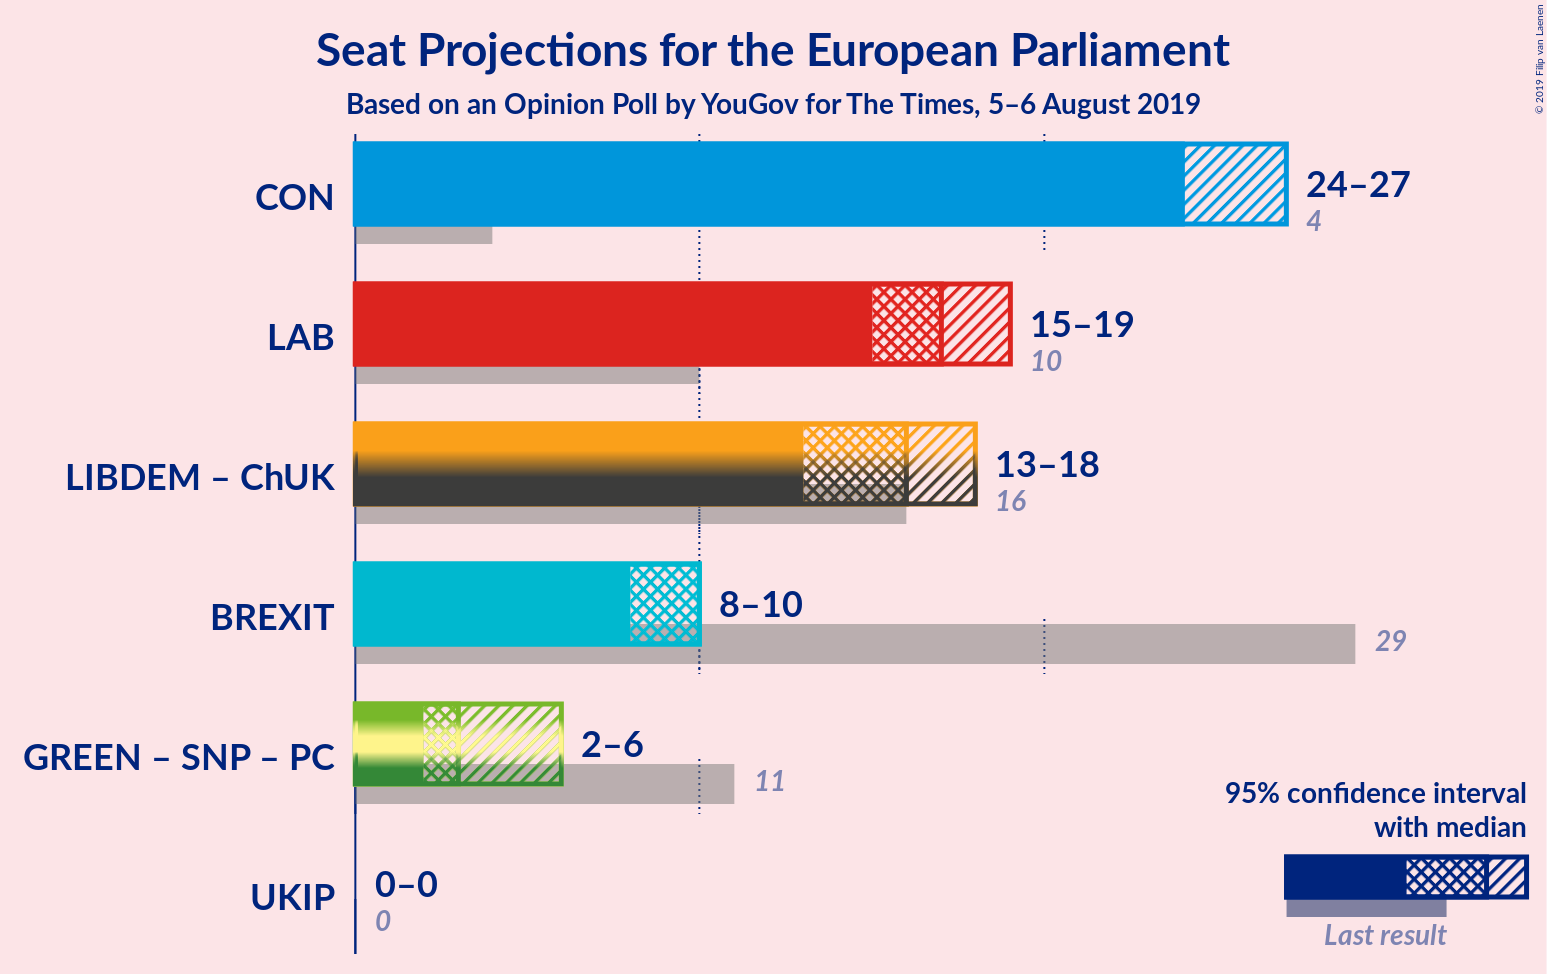 Seat Projections for the European Parliament
Based on an Opinion Poll by YouGov for The Times, 5–6 August 2019
© 2019 Filip van Laenen
CON
24–27
4
LAB
15–19
10
LIBDEM – ChUK
13–18
16
BREXIT
8–10
29
GREEN – SNP – PC
2–6
11
UKIP
0–0
0
95% confidence interval
with median
Last result